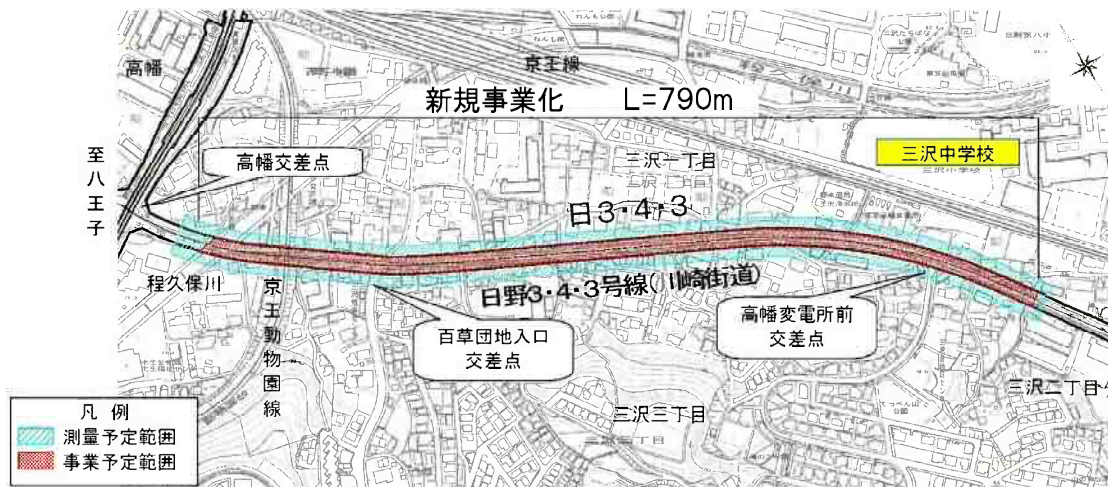 高幡
京王線
新規事業化 L=790m
至八王子
高幡交差点
三沢一丁目
三沢中学校
三沢中学校
日3・4・3
程久保川
日野3・4・3号線(川崎街道)
京王動物園線
百草団地入口
交差点
高幡変電所前
交差点
三沢二丁目
三沢三丁目
凡 例
測量予定範囲
事業予定範囲